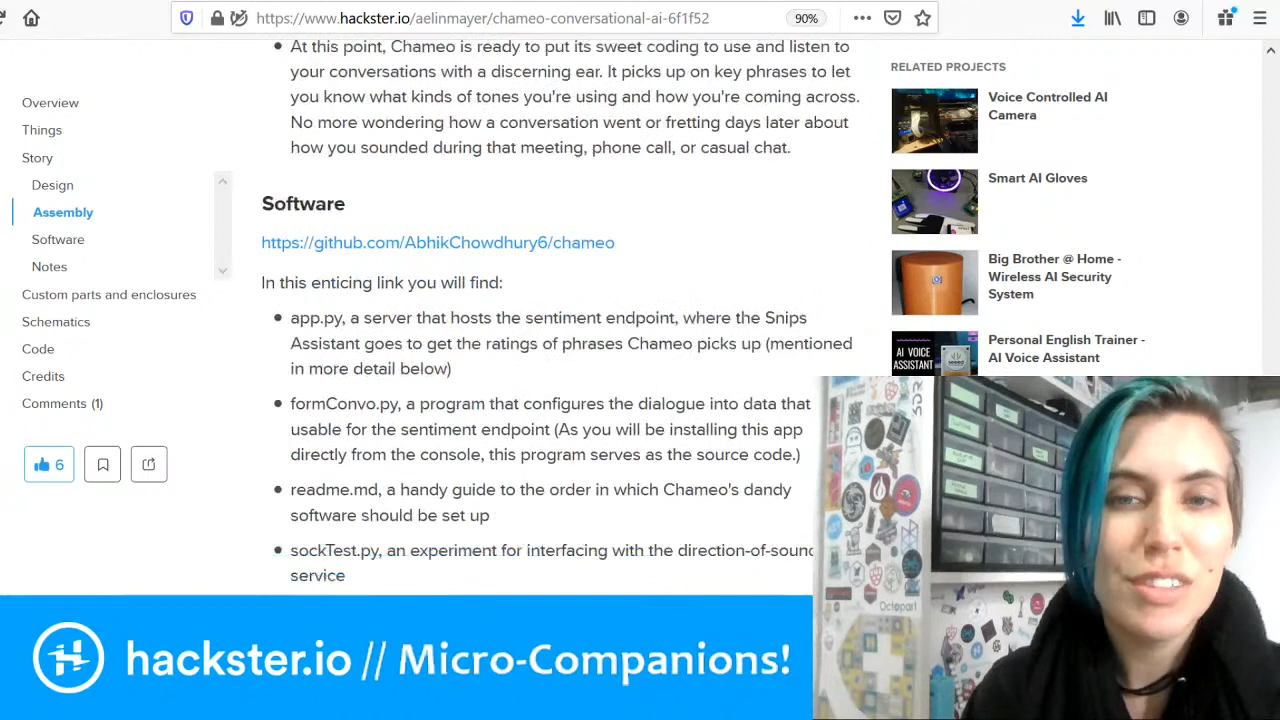 https://www.hackster.io/aelinmayer/chameo-conversational-ai-6f1f52
90%
Overview
Things
Story
Design
Assembly
Software
Notes
Custom parts and enclosures
Schematics
Code
Credits
Comments (1)
6
At this point, Chameo is ready to put its sweet coding to use and listen to
your conversations with a discerning ear. It picks up on key phrases to let
you know what kinds of tones you're using and how you're coming across.
No more wondering how a conversation went or fretting days later about
how you sounded during that meeting, phone call, or casual chat.
Software
https://github.com/AbhikChowdhury6/chameo
In this enticing link you will find:
app.py, a server that hosts the sentiment endpoint, where the Snips
Assistant goes to get the ratings of phrases Chameo picks up (mentioned
in more detail below)
formConvo.py, a program that configures the dialogue into data that
usable for the sentiment endpoint (As you will be installing this app
directly from the console, this program serves as the source code.)
readme.md, a handy guide to the order in which Chameo's dandy
software should be set up
sockTest.py, an experiment for interfacing with the direction-of-sound
service
RELATED PROJECTS
Voice Controlled AI
Camera
Smart AI Gloves
Big Brother @ Home -
Wireless AI Security
System
Personal English Trainer -
AI Voice Assistant
AI VOICE
ASSISTANT
SDR
Octopart
hackster.io // Micro-Companions!